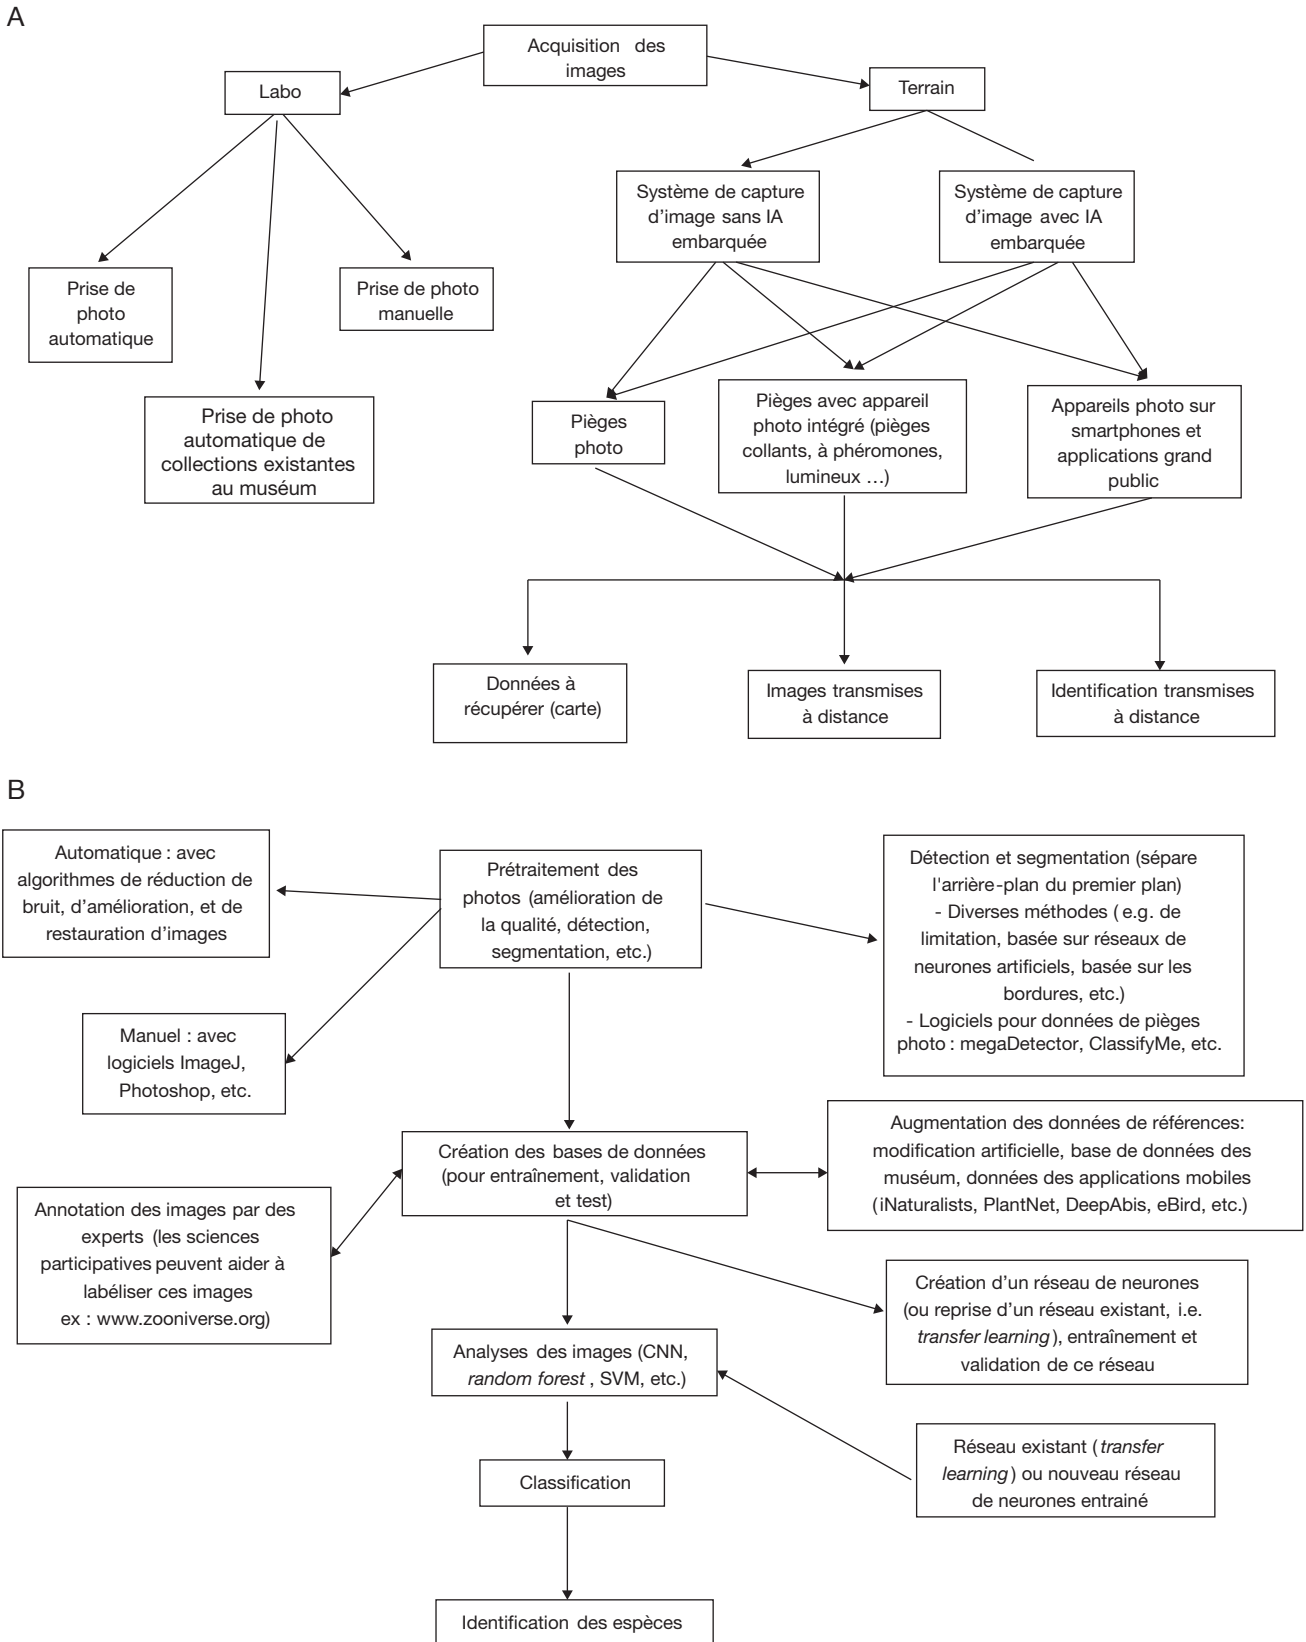 A
Acquisition des
images
Labo
Terrain
Système de capture
d'image sans IA
embarquée
Système de capture
d'image avec IA
embarquée
Prise de
photo
automatique
Prise de photo
manuelle
Prise de photo
automatique de
collections existantes
au muséum
Pièges
photo
Pièges avec appareil
photo intégré (pièges
collants, à phéromones,
lumineux ...)
Appareils photo sur
smartphones et
applications grand
public
Données à
récupérer (carte)
Images transmises
à distance
Identification transmises
à distance
B
Automatique : avec
algorithmes de réduction de
bruit, d'amélioration, et de
restauration d'images
Prétraitement des
photos (amélioration de
la qualité, détection,
segmentation, etc.)
Détection et segmentation (sépare
l'arrière-plan du premier plan)
- Diverses méthodes ( e.g. de
limitation, basée sur réseaux de
neurones artificiels, basée sur les
bordures, etc.)
- Logiciels pour données de pièges
photo : megaDetector, ClassifyMe, etc.
Manuel : avec
logiciels ImageJ,
Photoshop, etc.
Création des bases de données
(pour entraînement, validation
et test)
Augmentation des données de références:
modification artificielle, base de données des
muséum, données des applications mobiles
(iNaturalists, PlantNet, DeepAbis, eBird, etc.)
Annotation des images par des
experts (les sciences
participatives peuvent aider à
labéliser ces images
ex : www.zooniverse.org)
Création d'un réseau de neurones
(ou reprise d'un réseau existant, i.e.
transfer learning), entraînement et
validation de ce réseau
Analyses des images (CNN,
random forest , SVM, etc.)
Réseau existant (transfer
learning) ou nouveau réseau
de neurones entrainé
Classification
Identification des espèces